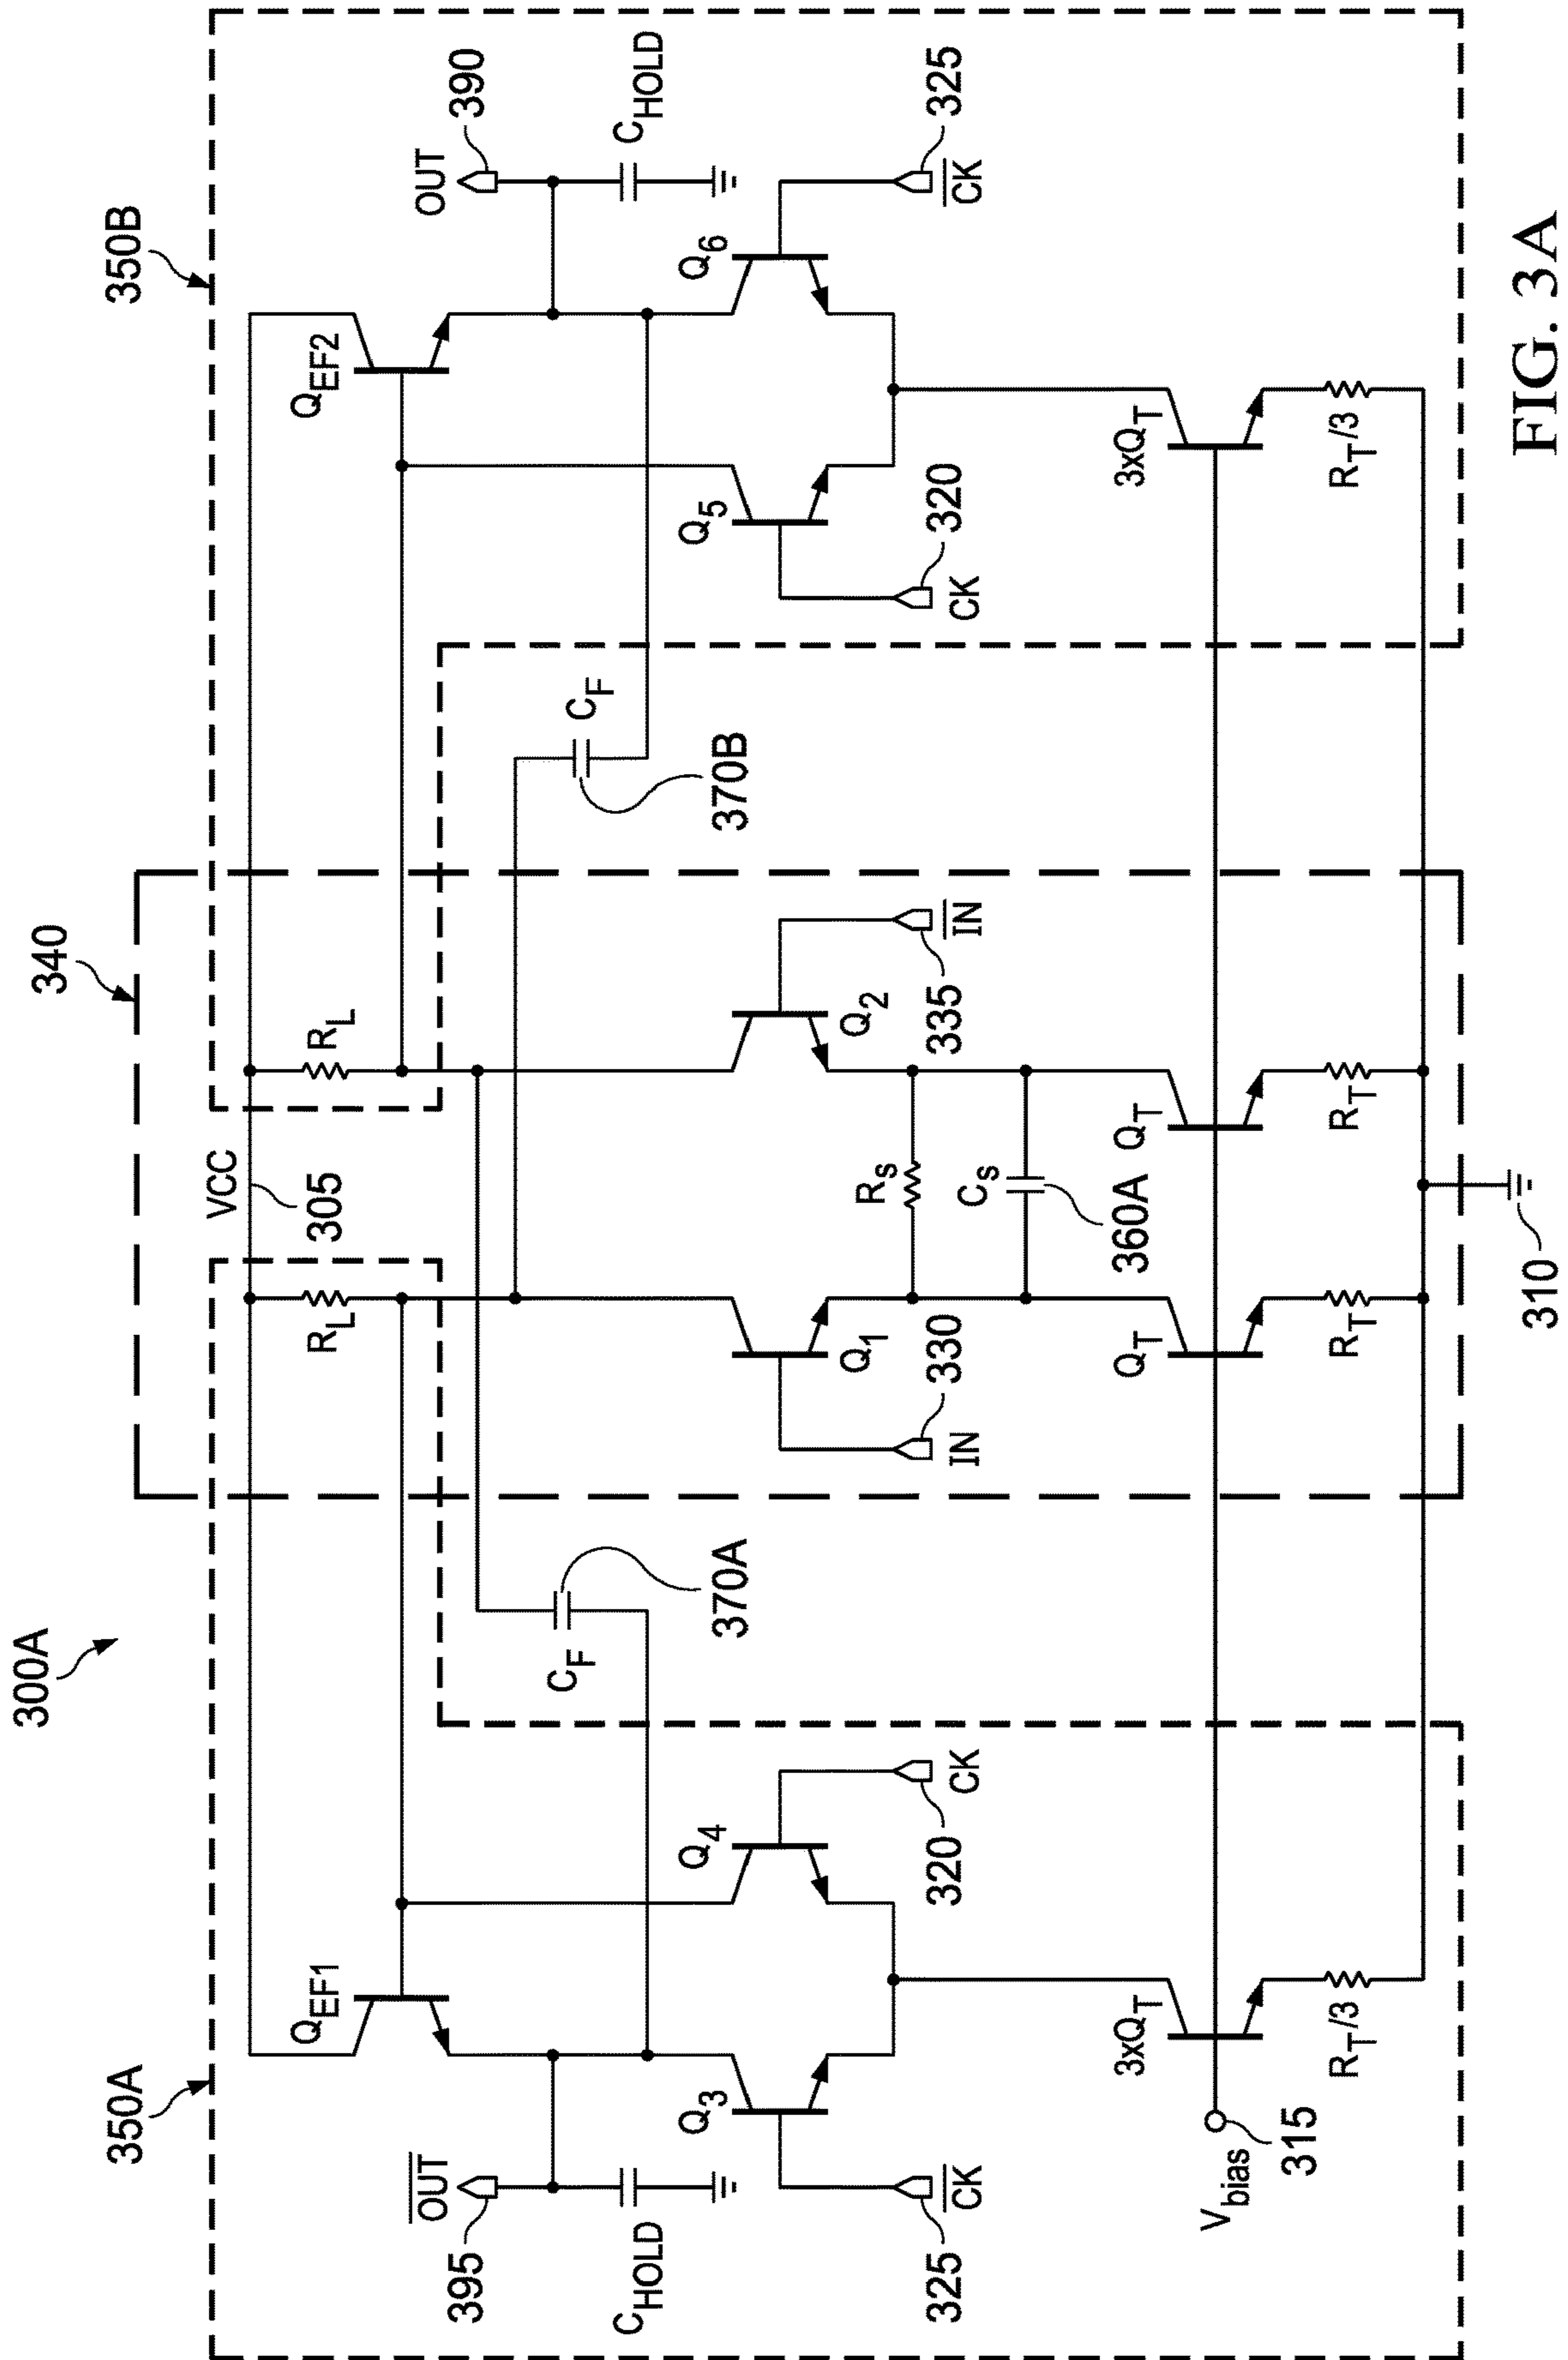 300A
340
350A
350B
VCC
305
R_L
R_L
Q_EF1
Q_EF2
OUT̅
395
OUT
390
C_HOLD
C_HOLD
C_F
370A
C_F
370B
Q_3
Q_4
Q_1
Q_2
Q_5
Q_6
CK̅
325
CK
320
IN
330
IN̅
335
CK
320
CK̅
325
R_s
C_s
360A
V_bias
315
3xQ_T
Q_T
Q_T
3xQ_T
R_T/3
R_T
R_T
R_T/3
310
FIG. 3A